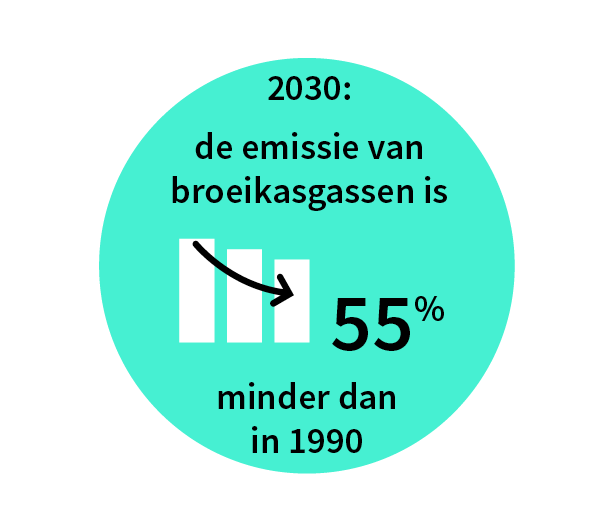 2030:
de emissie van
broeikasgassen is
55%
minder dan
in 1990